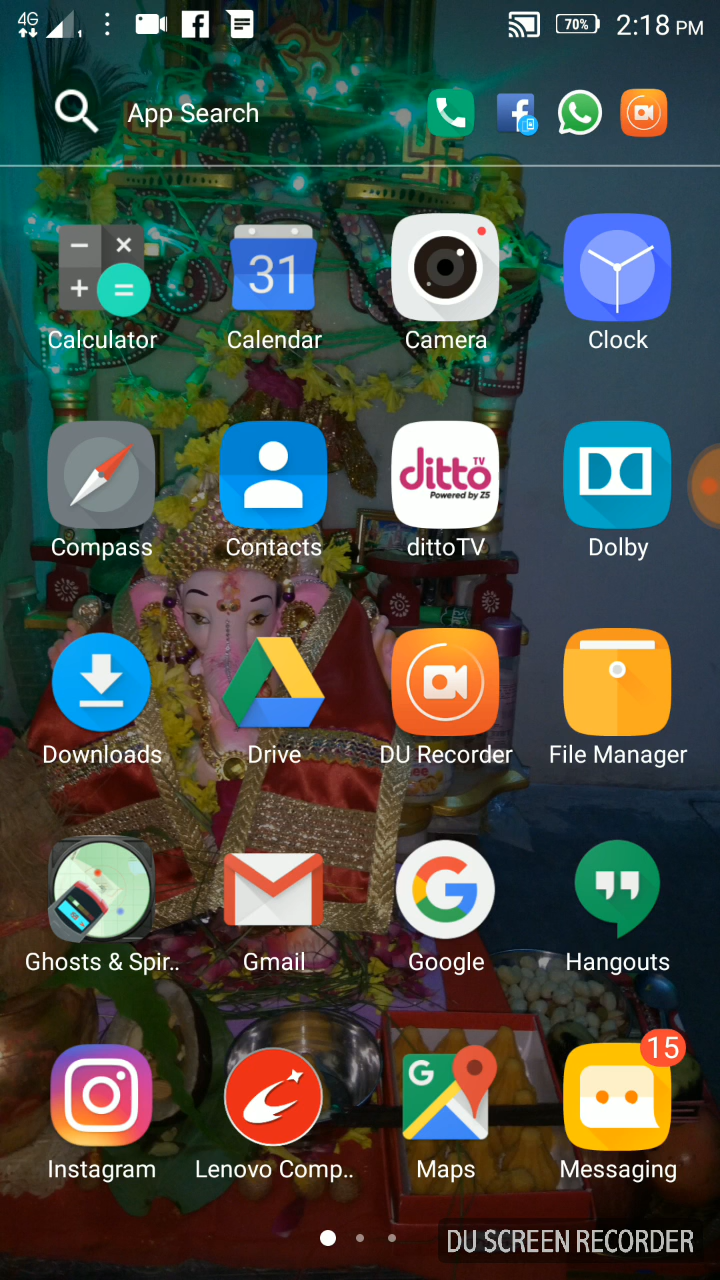 4G 1 70% 2:18 PM
App Search
31
Calculator Calendar Camera Clock
dittoTV
Powered by Z5
Compass Contacts dittoTV Dolby
Downloads Drive DU Recorder File Manager
Ghosts & Spir.. Gmail Google Hangouts
G 15
Instagram Lenovo Comp.. Maps Messaging
DU SCREEN RECORDER